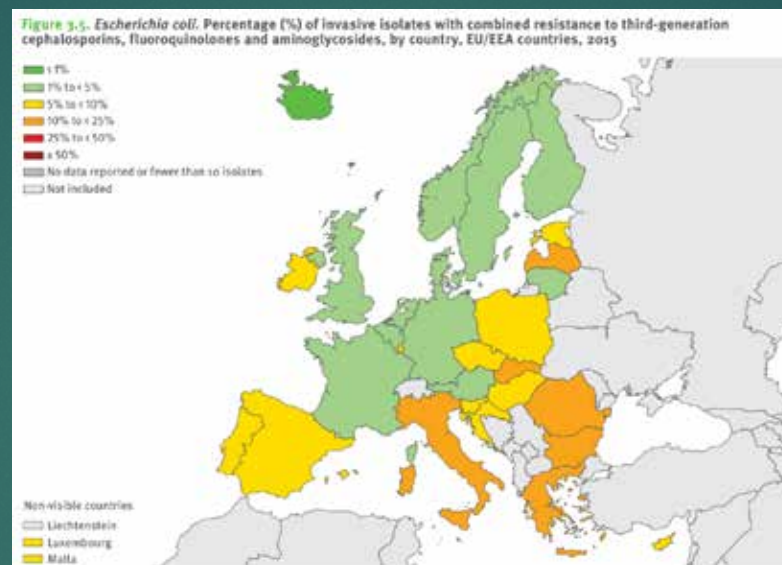 Figure 3.5. Escherichia coli. Percentage (%) of invasive isolates with combined resistance to third-generation
cephalosporins, fluoroquinolones and aminoglycosides, by country, EU/EEA countries, 2015
< 1%
1% to < 5%
5% to < 10%
10% to < 25%
25% to < 50%
≥ 50%
No data reported or fewer than 10 isolates
Not included
Non-visible countries
Liechtenstein
Luxembourg
Malta